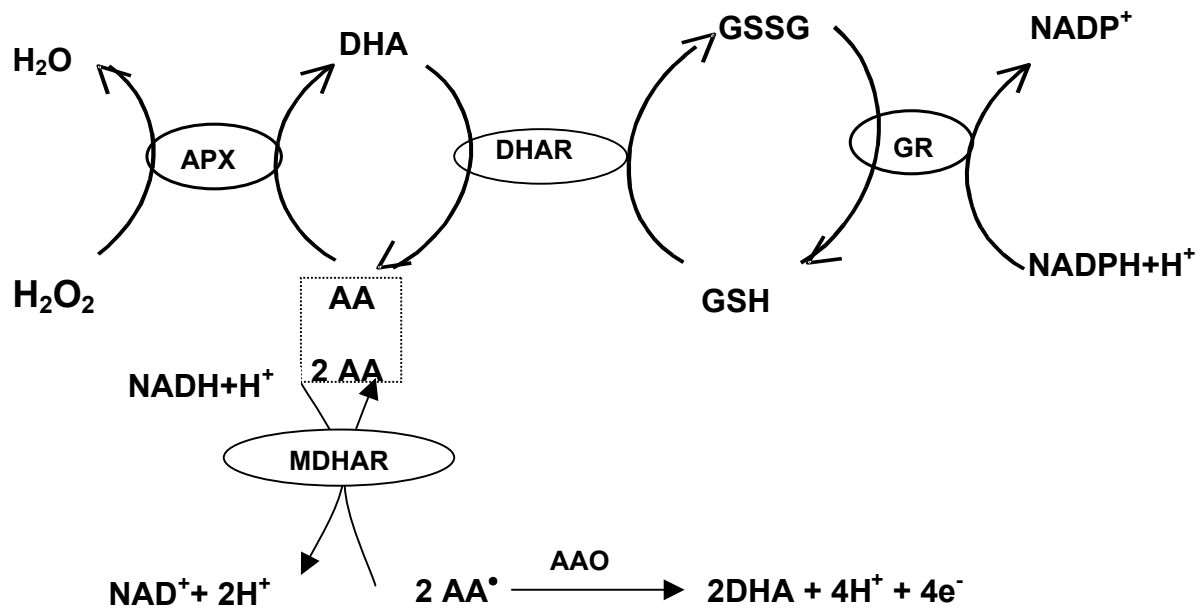 H₂O DHA GSSG NADP⁺
APX DHAR GR
H₂O₂ AA GSH NADPH+H⁺
NADH+H⁺ 2 AA
MDHAR
AAO
NAD⁺+ 2H⁺ 2 AA• 2DHA + 4H⁺ + 4e⁻